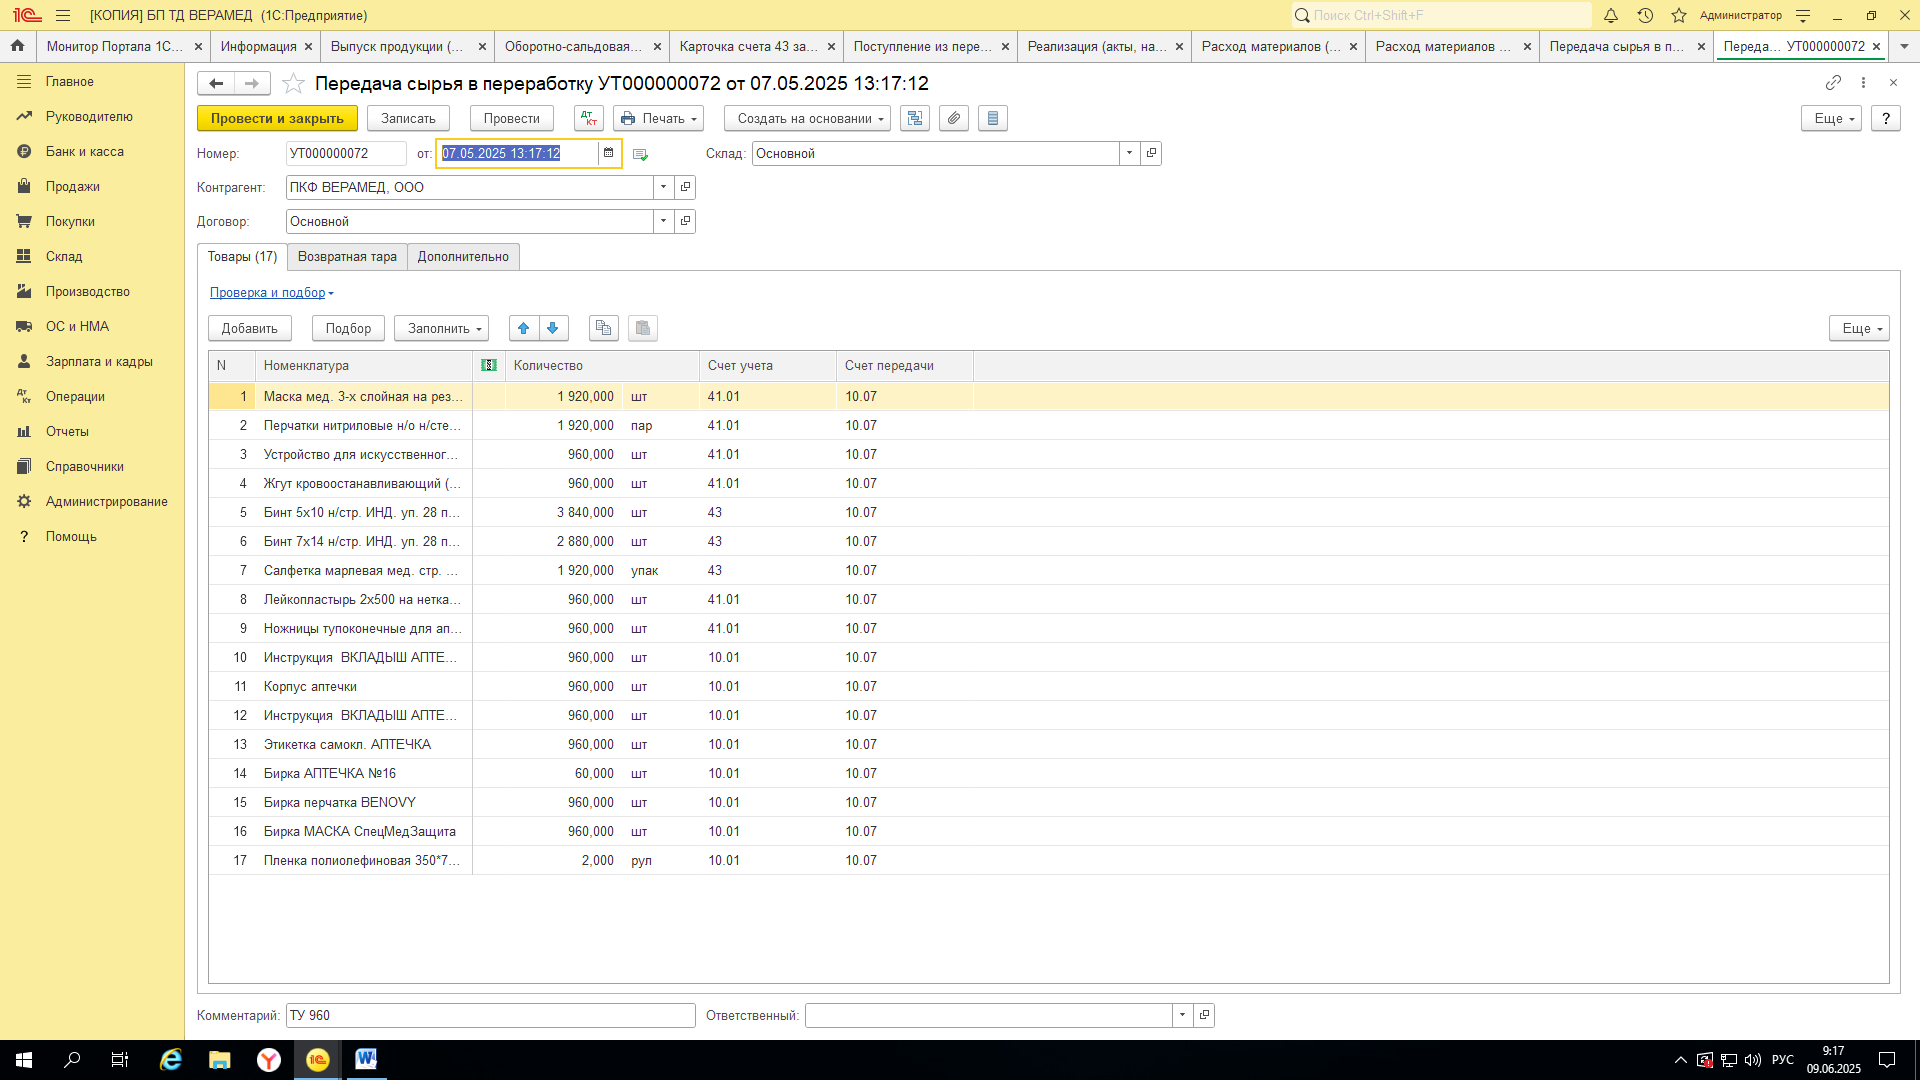 [КОПИЯ] БП ТД ВЕРАМЕД (1С:Предприятие)
Поиск Ctrl+Shift+F
Администратор
Монитор Портала 1С...
Информация
Выпуск продукции (...
Оборотно-сальдовая...
Карточка счета 43 за...
Поступление из пере...
Реализация (акты, на...
Расход материалов (...
Расход материалов ...
Передача сырья в п...
Переда... УТ000000072
Главное
Руководителю
Банк и касса
Продажи
Покупки
Склад
Производство
ОС и НМА
Зарплата и кадры
Операции
Отчеты
Справочники
Администрирование
Помощь
Передача сырья в переработку УТ000000072 от 07.05.2025 13:17:12
Провести и закрыть Записать Провести Дт Кт Печать Создать на основании Еще ?
Номер: УТ000000072 от: 07.05.2025 13:17:12 Склад: Основной
Контрагент: ПКФ ВЕРАМЕД, ООО
Договор: Основной
Товары (17) Возвратная тара Дополнительно
Проверка и подбор
Добавить Подбор Заполнить Еще
N Номенклатура Количество Счет учета Счет передачи
1 Маска мед. 3-х слойная на рез... 1 920,000 шт 41.01 10.07
2 Перчатки нитриловые н/о н/сте... 1 920,000 пар 41.01 10.07
3 Устройство для искусственног... 960,000 шт 41.01 10.07
4 Жгут кровоостанавливающий (... 960,000 шт 41.01 10.07
5 Бинт 5х10 н/стр. ИНД. уп. 28 п... 3 840,000 шт 43 10.07
6 Бинт 7х14 н/стр. ИНД. уп. 28 п... 2 880,000 шт 43 10.07
7 Салфетка марлевая мед. стр. ... 1 920,000 упак 43 10.07
8 Лейкопластырь 2х500 на нетка... 960,000 шт 41.01 10.07
9 Ножницы тупоконечные для ап... 960,000 шт 41.01 10.07
10 Инструкция ВКЛАДЫШ АПТЕ... 960,000 шт 10.01 10.07
11 Корпус аптечки 960,000 шт 10.01 10.07
12 Инструкция ВКЛАДЫШ АПТЕ... 960,000 шт 10.01 10.07
13 Этикетка самокл. АПТЕЧКА 960,000 шт 10.01 10.07
14 Бирка АПТЕЧКА №16 60,000 шт 10.01 10.07
15 Бирка перчатка BENOVY 960,000 шт 10.01 10.07
16 Бирка МАСКА СпецМедЗащита 960,000 шт 10.01 10.07
17 Пленка полиолефиновая 350*7... 2,000 рул 10.01 10.07
Комментарий: ТУ 960 Ответственный:
РУС
9:17
09.06.2025